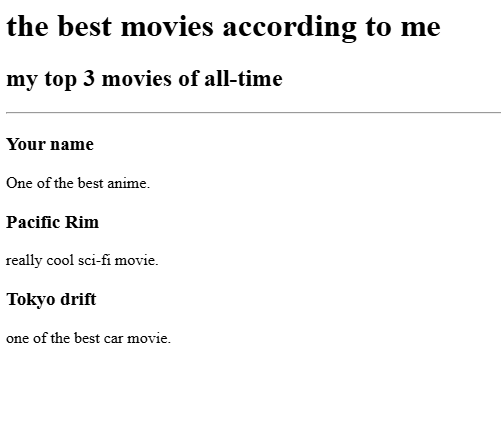 the best movies according to me
my top 3 movies of all-time
Your name
One of the best anime.
Pacific Rim
really cool sci-fi movie.
Tokyo drift
one of the best car movie.